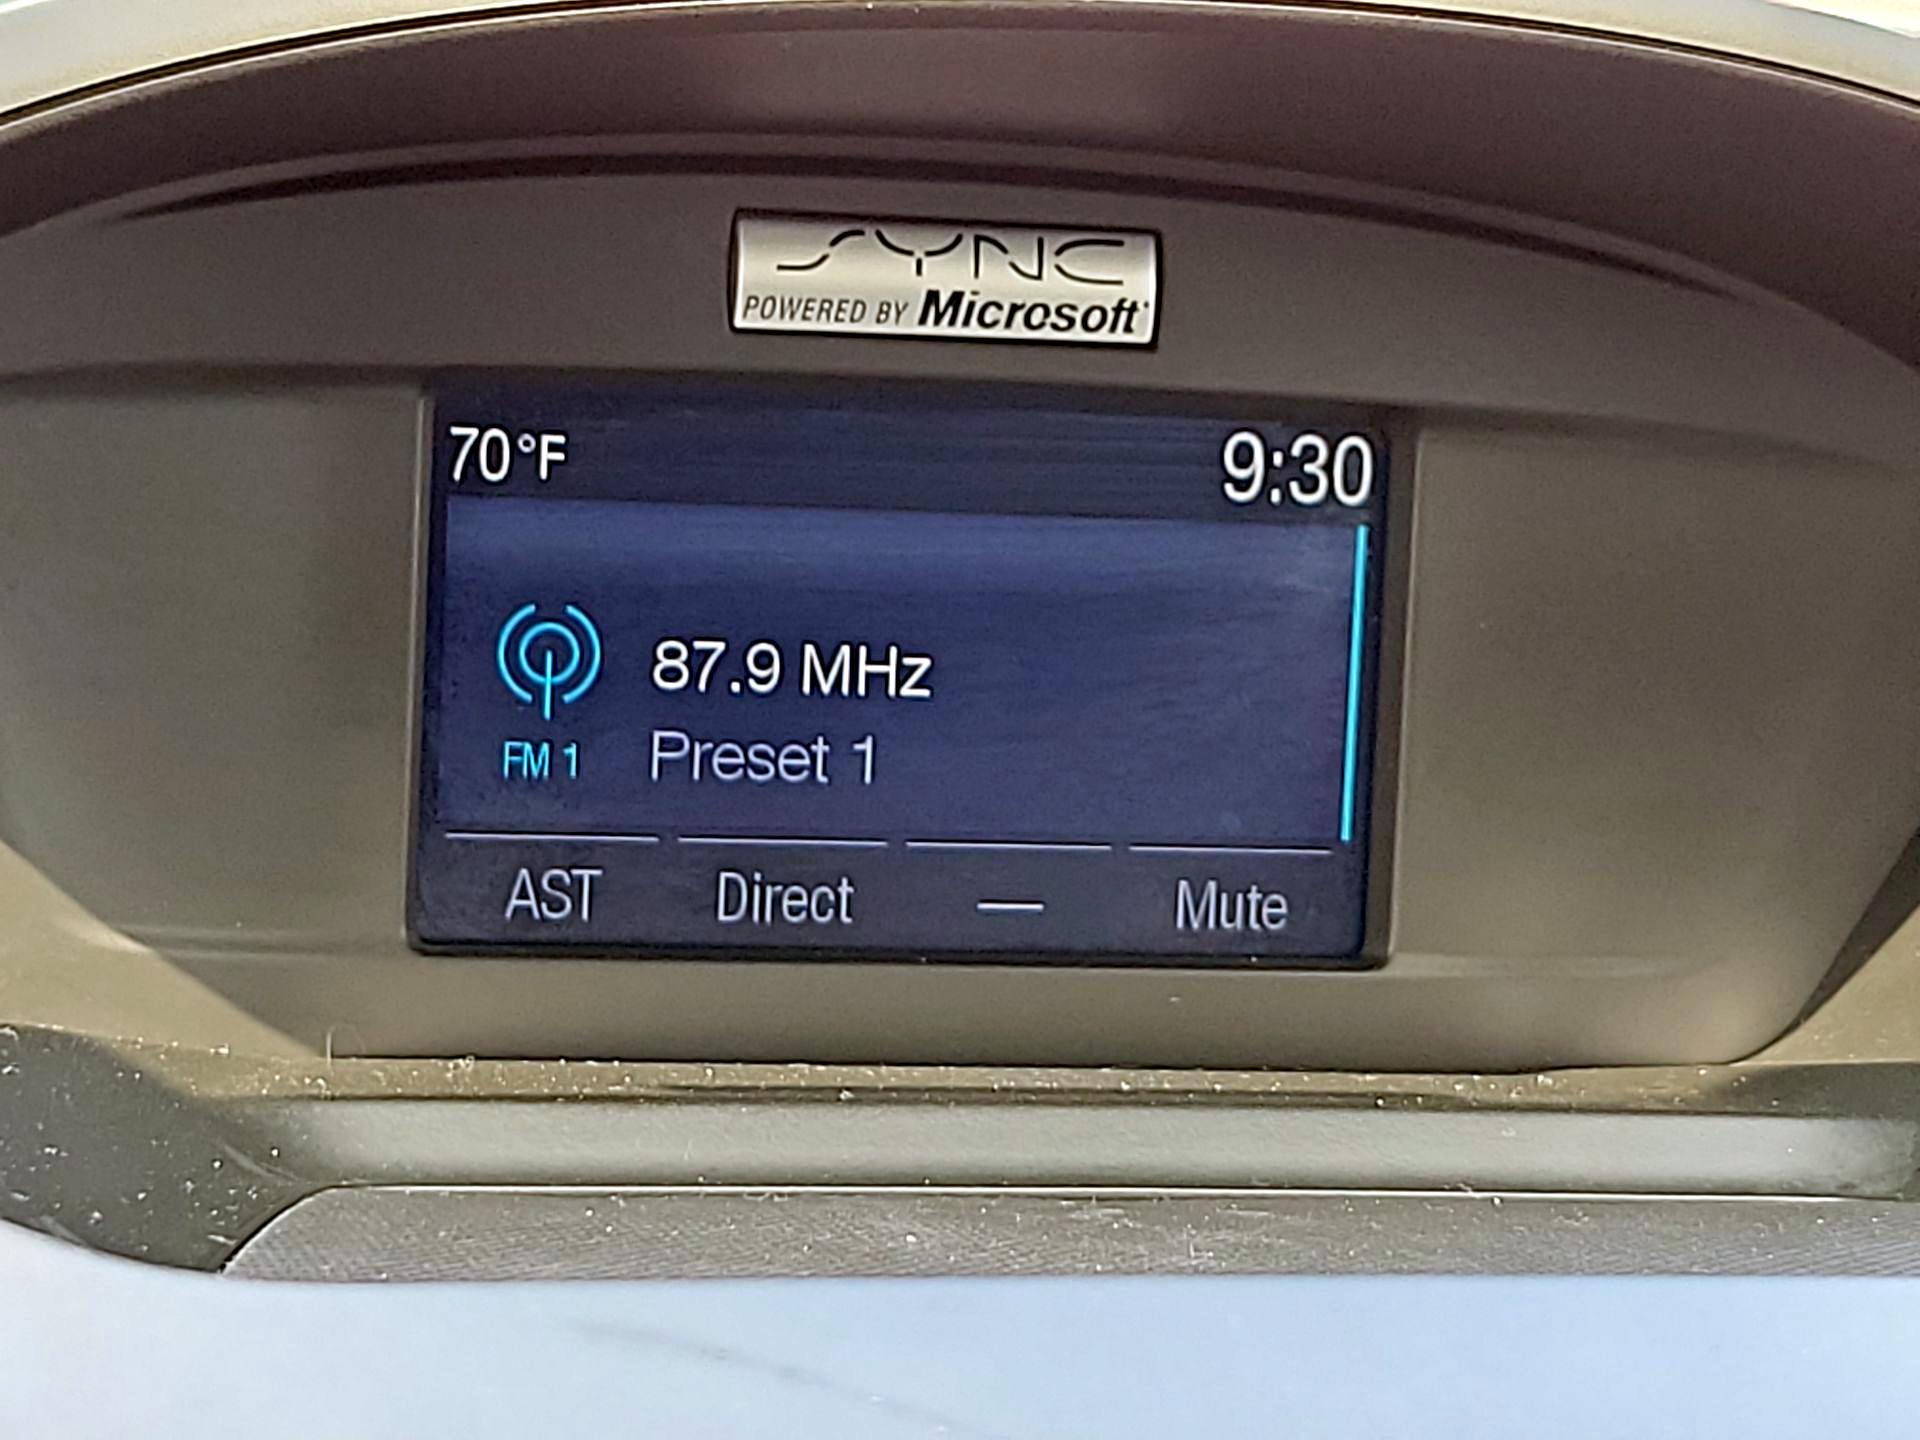 SYNC
POWERED BY Microsoft
70°F 9:30
87.9 MHz
FM 1 Preset 1
AST Direct — Mute